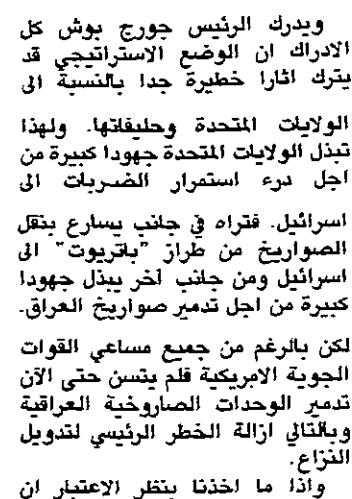 ويدرك الرئيس جورج بوش كل
الادراك ان الوضع الاستراتيجي قد
يترك اثارا خطيرة جدا بالنسبة الى
الولايات المتحدة وحليفاتها. ولهذا
تبذل الولايات المتحدة جهودا كبيرة من
اجل درء استمرار الضربات الى
اسرائيل. فتراه في جانب يسارع بنقل
الصواريخ من طراز "باتريوت" الى
اسرائيل ومن جانب آخر يبذل جهودا
كبيرة من اجل تدمير صواريخ العراق.
لكن بالرغم من جميع مساعي القوات
الجوية الامريكية فلم يتسن حتى الآن
تدمير الوحدات الصاروخية العراقية
وبالتالي ازالة الخطر الرئيسي لتدويل
النزاع.
واذا ما اخذنا بنظر الاعتبار ان